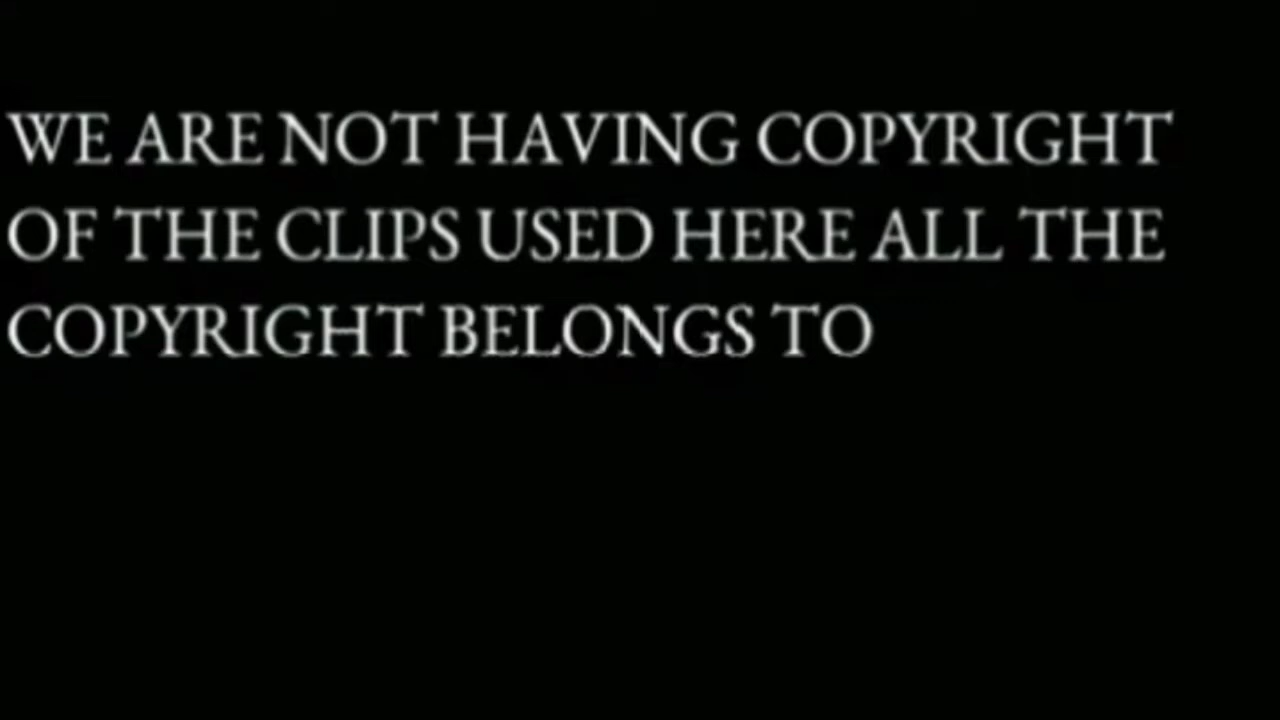 WE ARE NOT HAVING COPYRIGHT
OF THE CLIPS USED HERE ALL THE
COPYRIGHT BELONGS TO